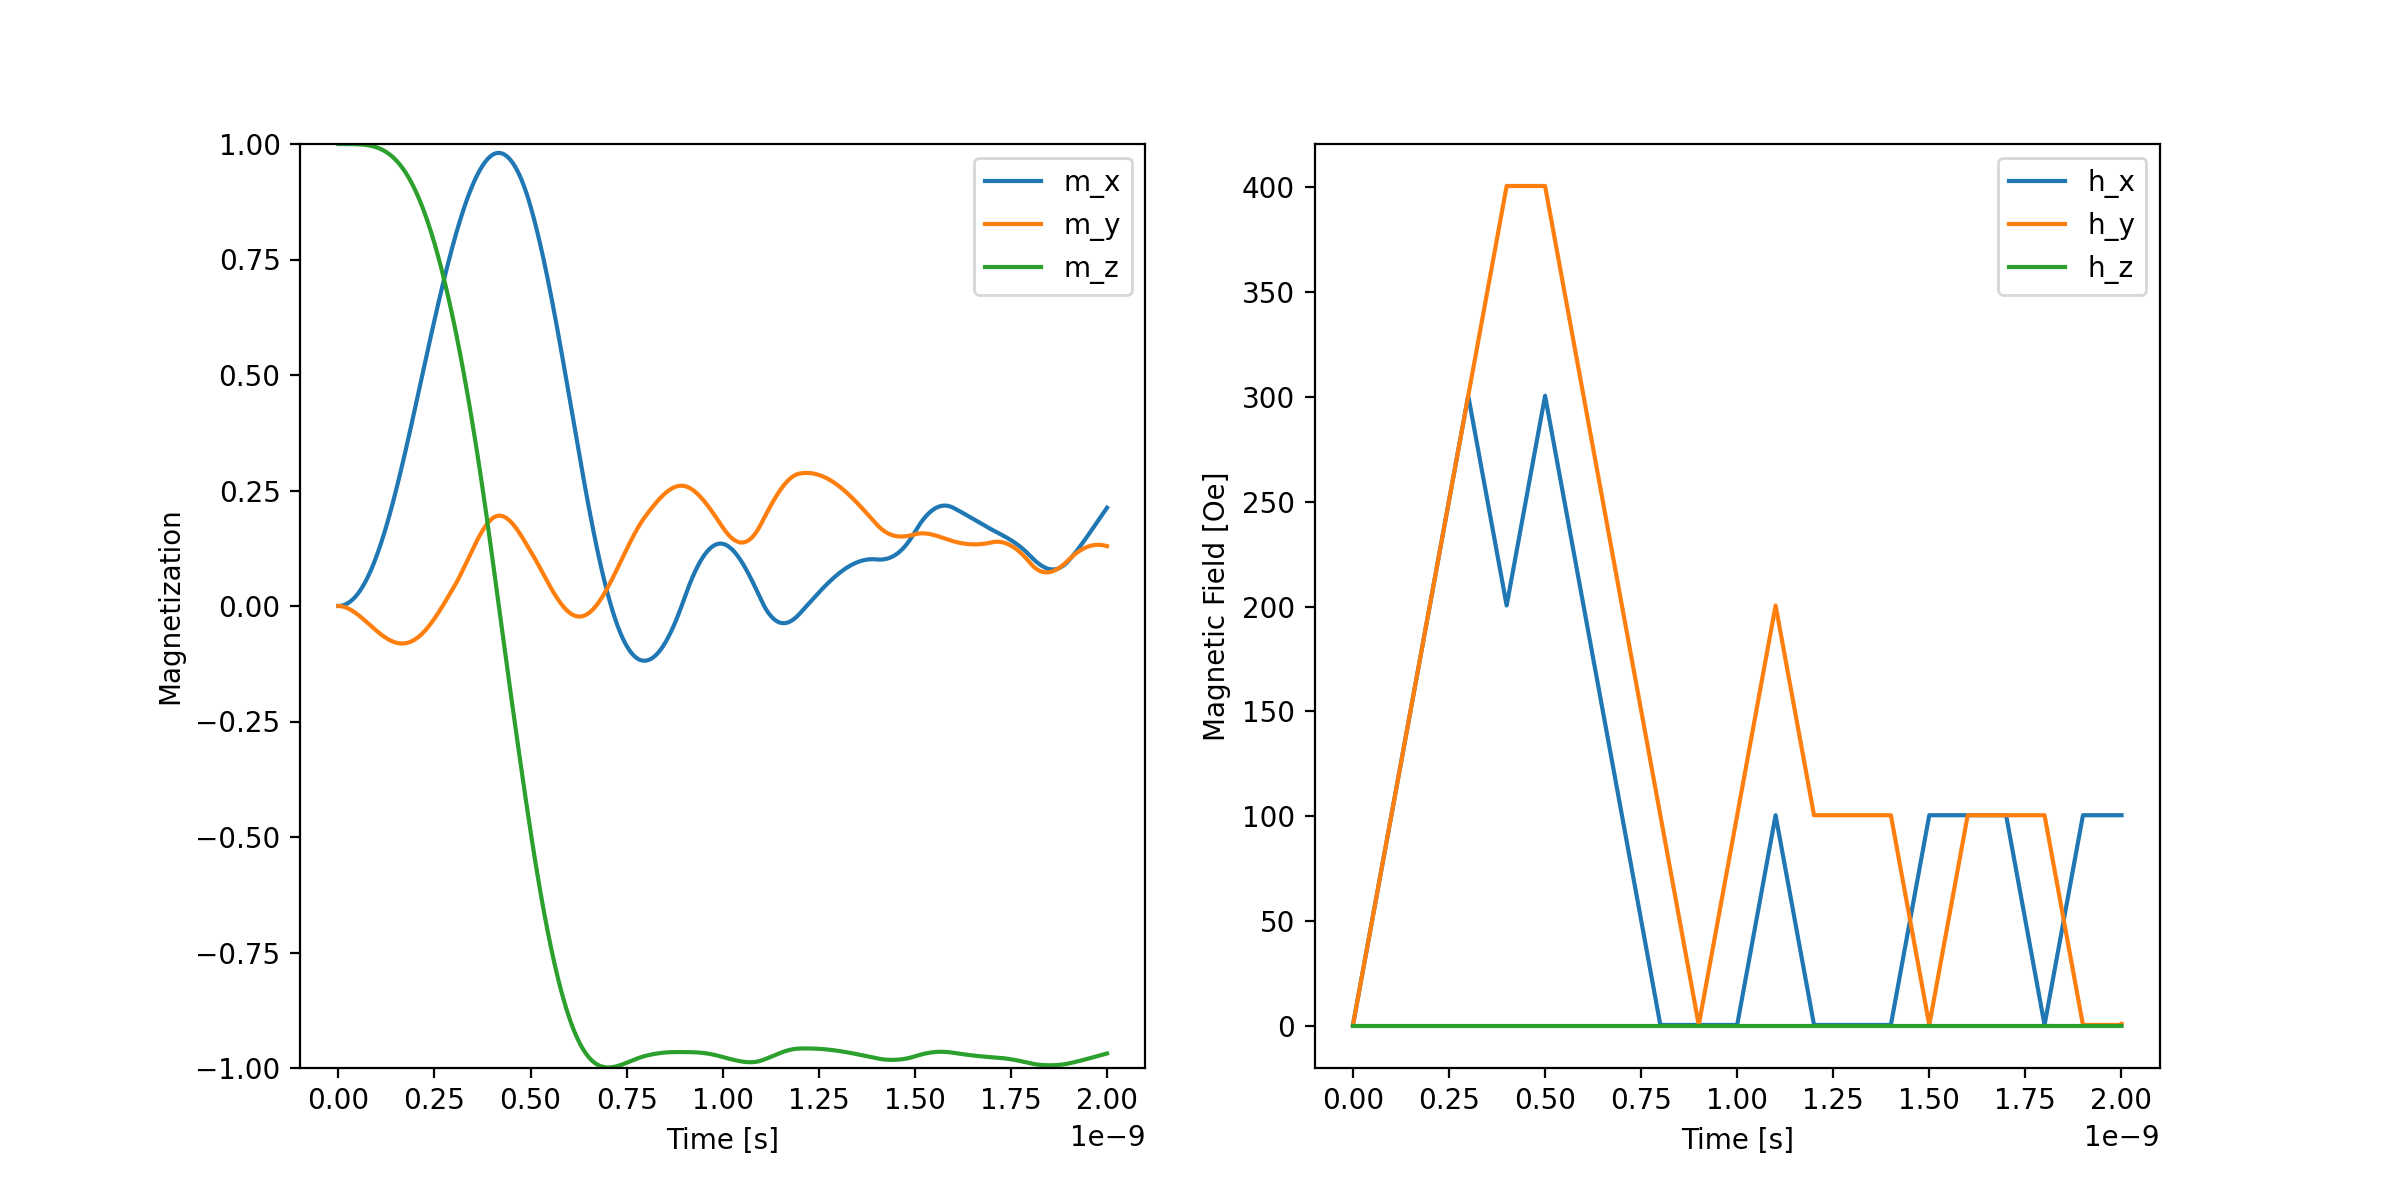 1.00
0.75
0.50
0.25
0.00
−0.25
−0.50
−0.75
−1.00
Magnetization
m_x
m_y
m_z
0.00 0.25 0.50 0.75 1.00 1.25 1.50 1.75 2.00
Time [s]
1e−9
400
350
300
250
200
150
100
50
0
Magnetic Field [Oe]
h_x
h_y
h_z
0.00 0.25 0.50 0.75 1.00 1.25 1.50 1.75 2.00
Time [s]
1e−9